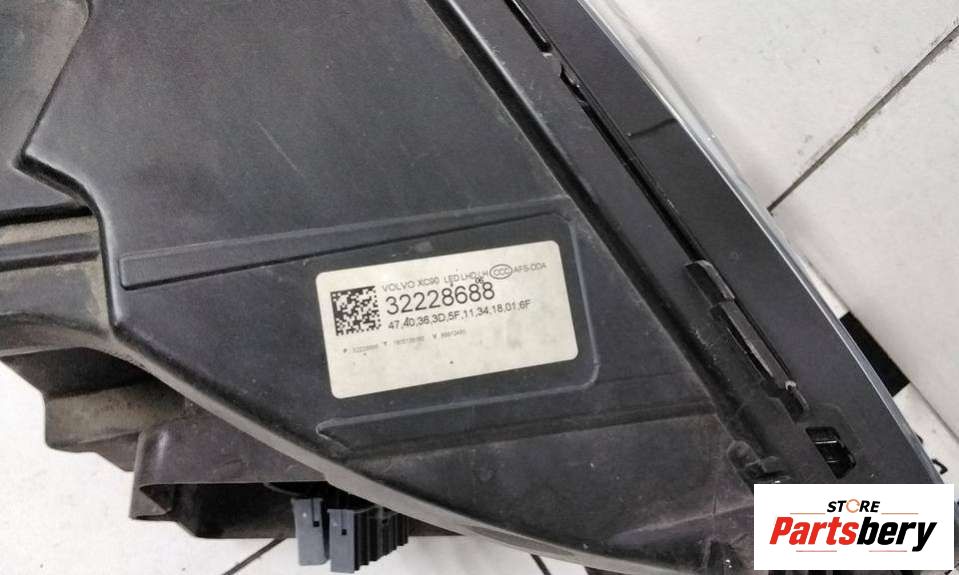 VOLVO XC90 LED LHD LH CCC AFS-ODA
32228688
47,40,36,3D,5F,11,34,18,01,6F
P 32228688 T
STORE
Partsbery